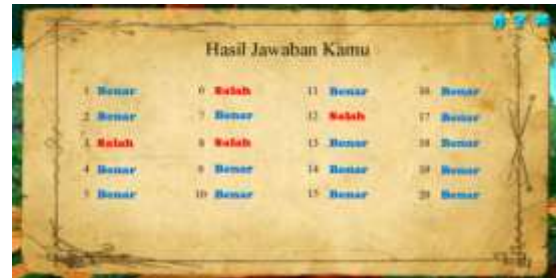 Hasil Jawaban Kamu
1 Benar 6 Salah 11 Benar 16 Benar
2 Benar 7 Benar 12 Salah 17 Benar
3 Salah 8 Salah 13 Benar 18 Benar
4 Benar 9 Benar 14 Benar 19 Benar
5 Benar 10 Benar 15 Benar 20 Benar